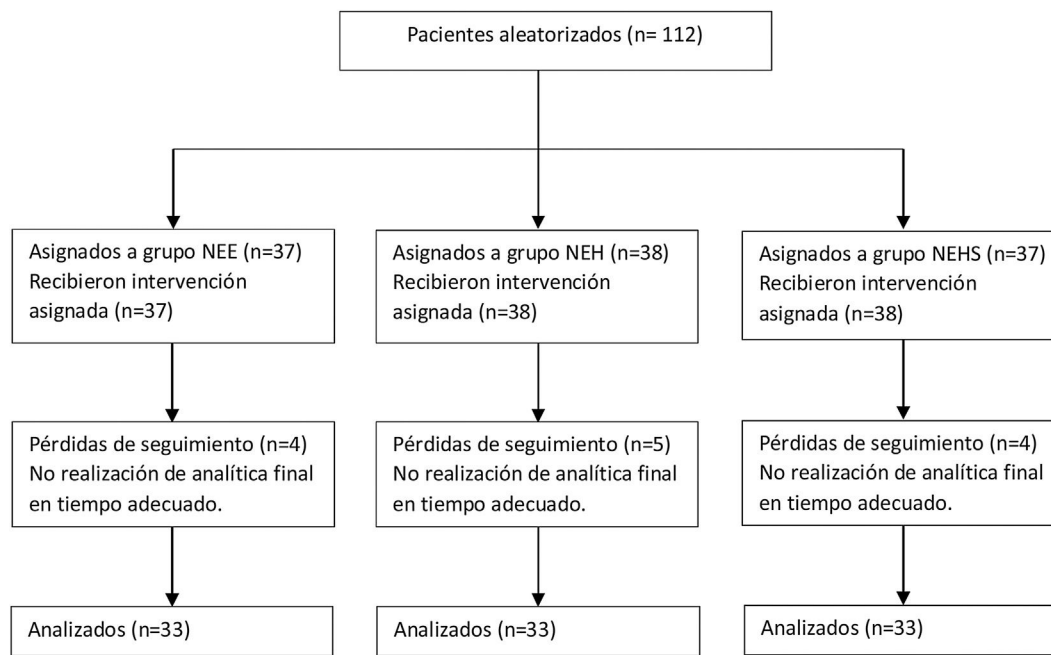 Pacientes aleatorizados (n= 112)
Asignados a grupo NEE (n=37)
Recibieron intervención
asignada (n=37)
Asignados a grupo NEH (n=38)
Recibieron intervención asignada
(n=38)
Asignados a grupo NEHS (n=37)
Recibieron intervención
asignada (n=38)
Pérdidas de seguimiento (n=4)
No realización de analítica final
en tiempo adecuado.
Pérdidas de seguimiento (n=5)
No realización de analítica final
en tiempo adecuado.
Pérdidas de seguimiento (n=4)
No realización de analítica final
en tiempo adecuado.
Analizados (n=33)
Analizados (n=33)
Analizados (n=33)